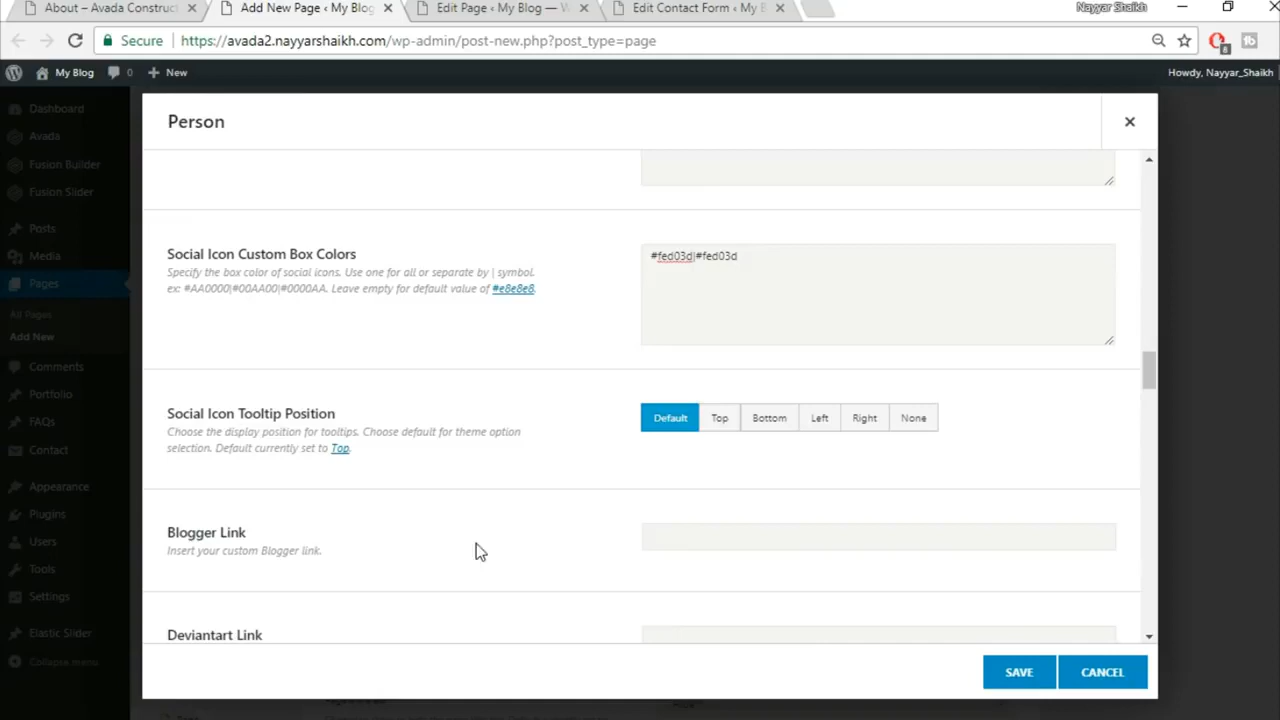 About – Avada Construct
Add New Page ‹ My Blog
Edit Page ‹ My Blog — W
Edit Contact Form ‹ My B
Nayyar Shaikh
Secure
https://avada2.nayyarshaikh.com/wp-admin/post-new.php?post_type=page
8
My Blog
0
New
Howdy, Nayyar_Shaikh
Dashboard
Avada
Fusion Builder
Fusion Slider
Posts
Media
Pages
All Pages
Add New
Comments
Portfolio
FAQs
Contact
Appearance
Plugins
Users
Tools
Settings
Elastic Slider
Collapse menu
Person
Social Icon Custom Box Colors
Specify the box color of social icons. Use one for all or separate by | symbol.
ex: #AA0000|#00AA00|#0000AA. Leave empty for default value of #e8e8e8.
#fed03d|#fed03d
Social Icon Tooltip Position
Choose the display position for tooltips. Choose default for theme option
selection. Default currently set to Top.
Default Top Bottom Left Right None
Blogger Link
Insert your custom Blogger link.
Deviantart Link
SAVE CANCEL